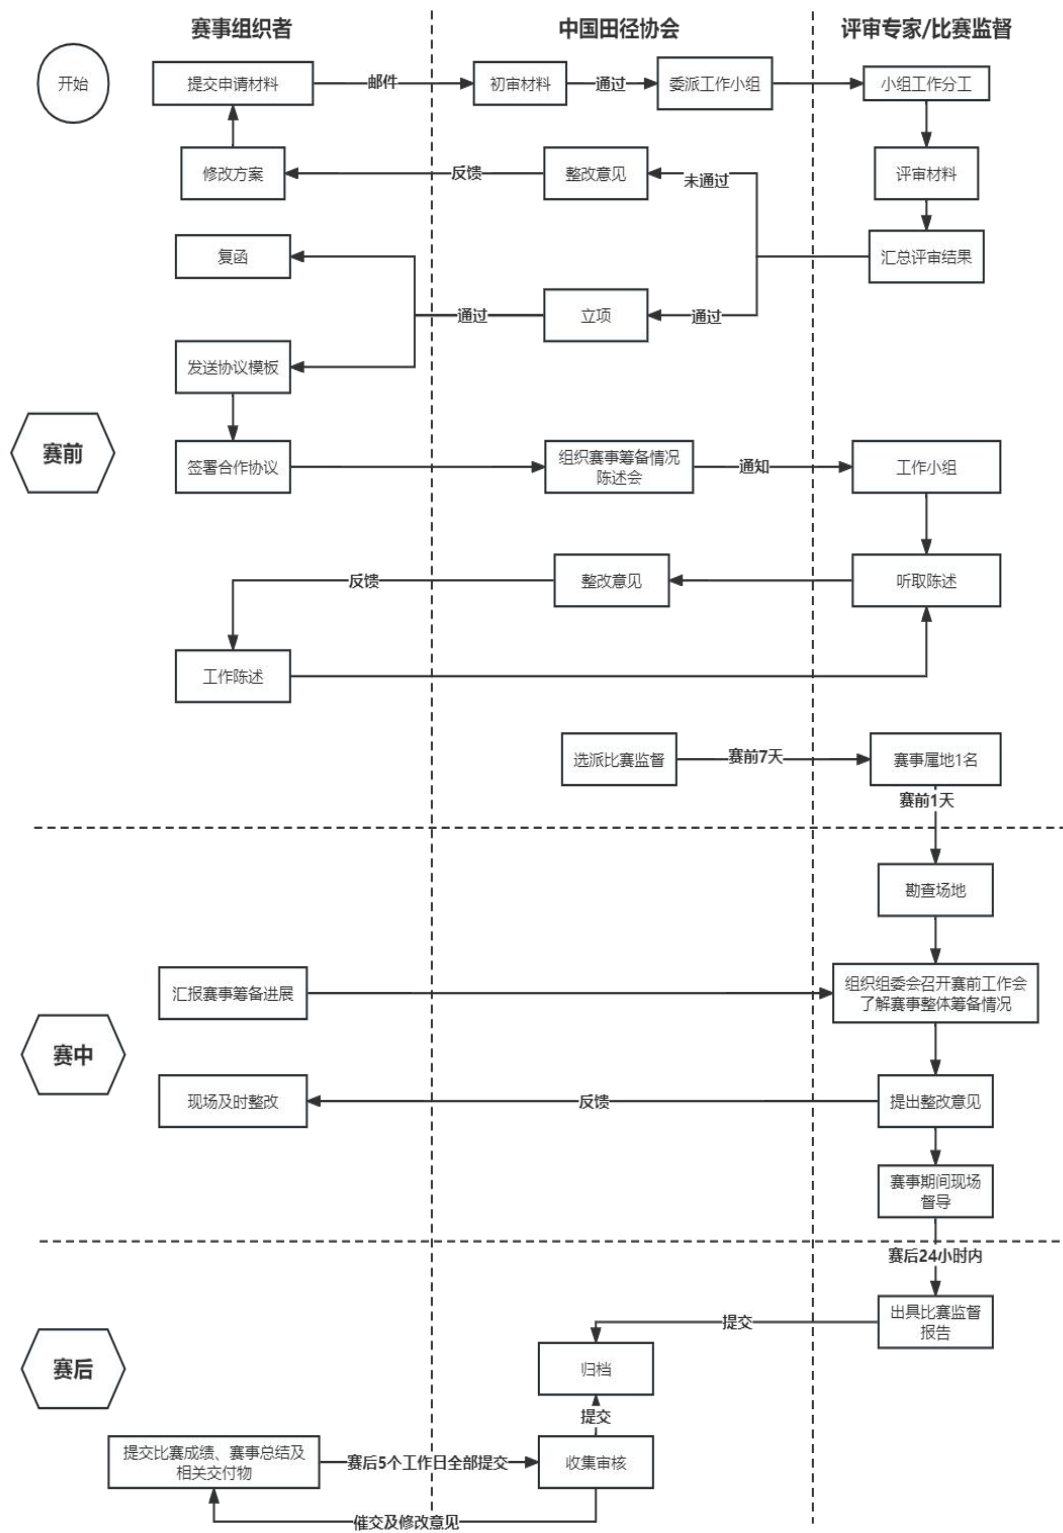 赛事组织者
中国田径协会
评审专家/比赛监督
开始
提交申请材料
邮件
初审材料
通过
委派工作小组
小组工作分工
修改方案
反馈
整改意见
未通过
评审材料
复函
汇总评审结果
通过
立项
通过
发送协议模板
赛前
签署合作协议
组织赛事筹备情况
陈述会
通知
工作小组
反馈
整改意见
听取陈述
工作陈述
选派比赛监督
赛前7天
赛事属地1名
赛前1天
勘查场地
汇报赛事筹备进展
组织组委会召开赛前工作会
了解赛事整体筹备情况
赛中
现场及时整改
反馈
提出整改意见
赛事期间现场
督导
赛后24小时内
出具比赛监督
报告
提交
赛后
归档
提交
提交比赛成绩、赛事总结及
相关交付物
赛后5个工作日全部提交
收集审核
催交及修改意见